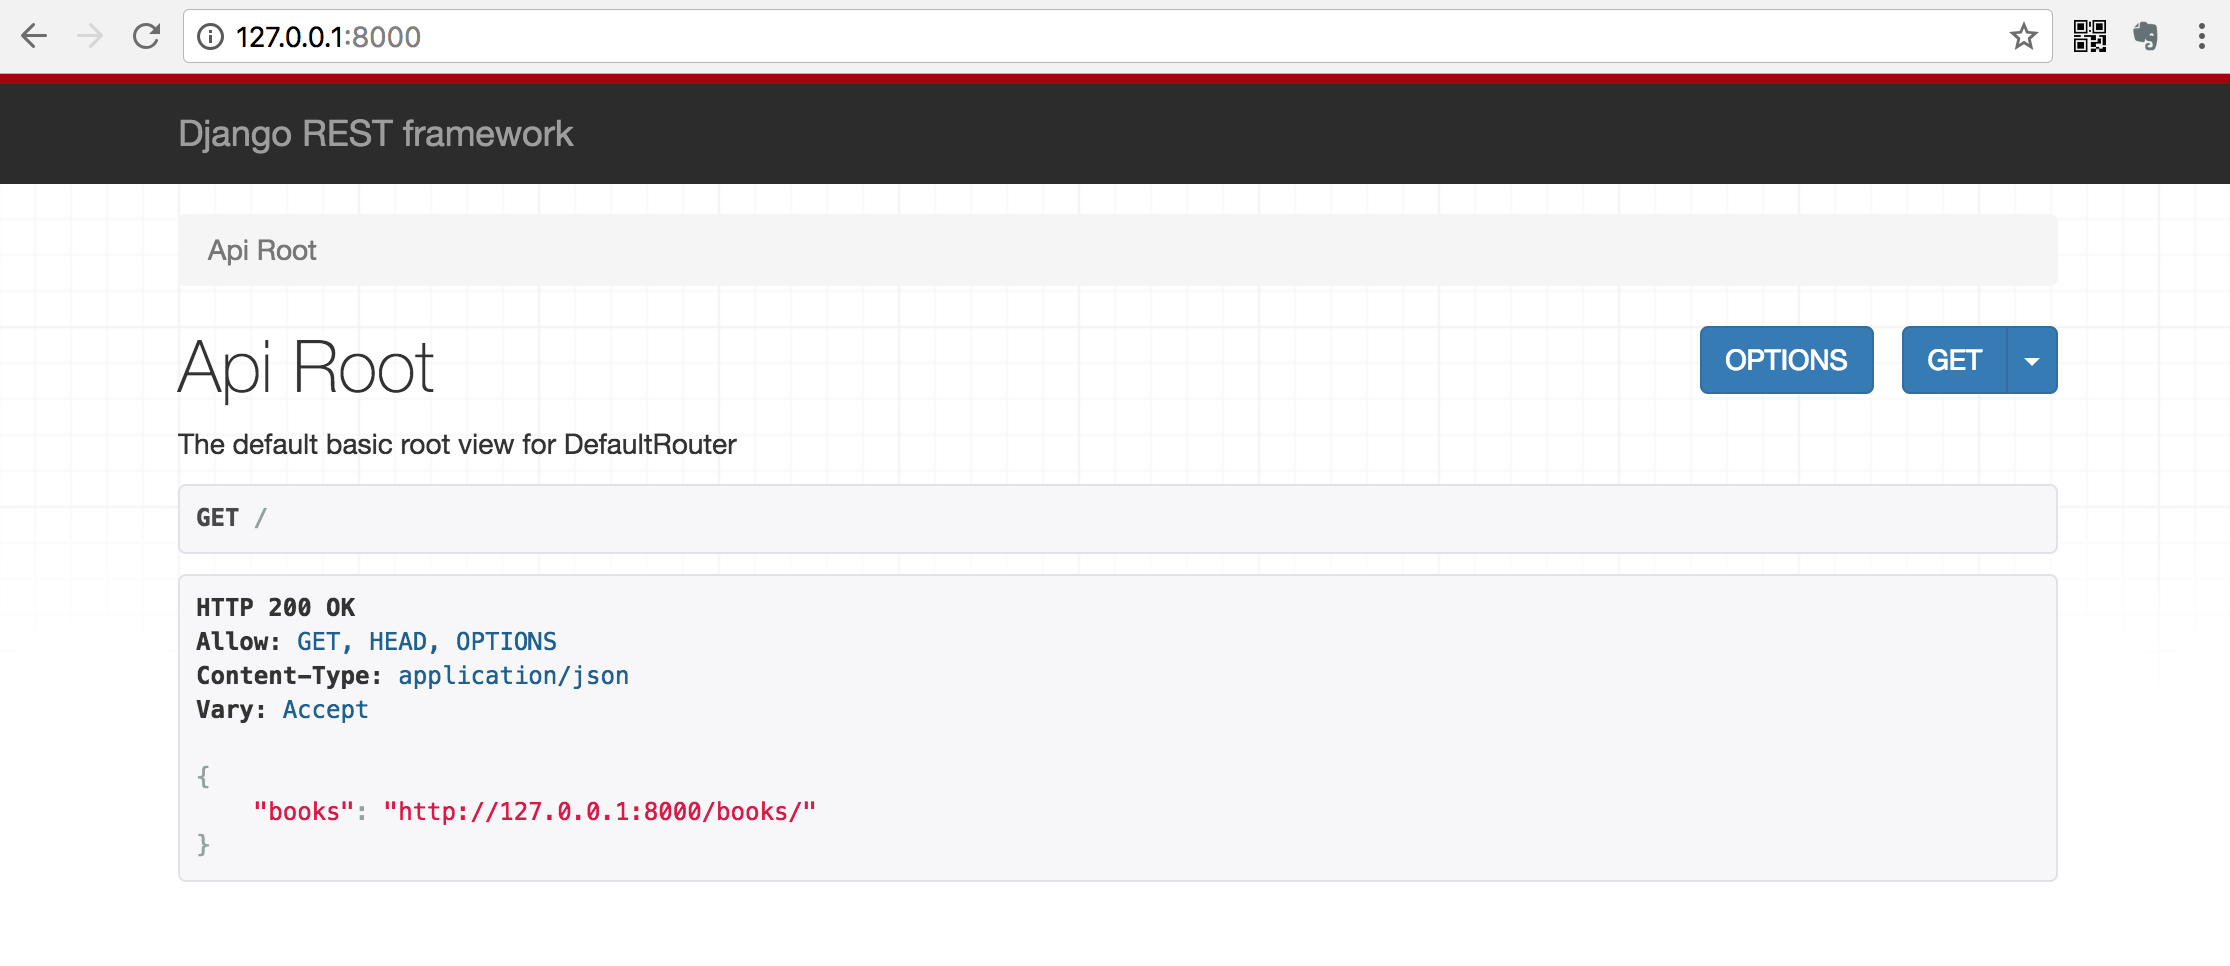 127.0.0.1:8000
Django REST framework
Api Root
Api Root
OPTIONS
GET
The default basic root view for DefaultRouter
GET /
HTTP 200 OK
Allow: GET, HEAD, OPTIONS
Content-Type: application/json
Vary: Accept
{
    "books": "http://127.0.0.1:8000/books/"
}